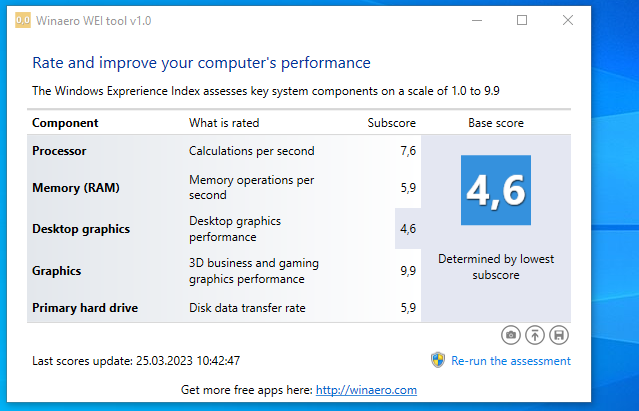 0,0 Winaero WEI tool v1.0
Rate and improve your computer's performance
The Windows Exprerience Index assesses key system components on a scale of 1.0 to 9.9
Component What is rated Subscore Base score
Processor Calculations per second 7,6
Memory (RAM) Memory operations per
second 5,9
Desktop graphics Desktop graphics
performance 4,6
Graphics 3D business and gaming
graphics performance 9,9
Primary hard drive Disk data transfer rate 5,9
4,6
Determined by lowest
subscore
Last scores update: 25.03.2023 10:42:47 Re-run the assessment
Get more free apps here: http://winaero.com